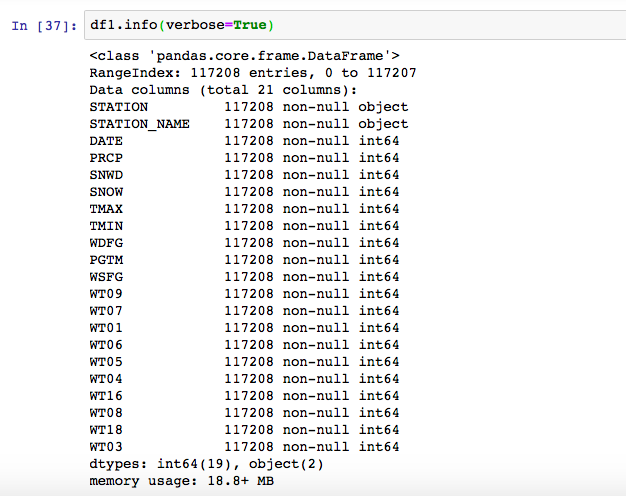 In [37]: df1.info(verbose=True)
<class 'pandas.core.frame.DataFrame'>
RangeIndex: 117208 entries, 0 to 117207
Data columns (total 21 columns):
STATION 117208 non-null object
STATION_NAME 117208 non-null object
DATE 117208 non-null int64
PRCP 117208 non-null int64
SNWD 117208 non-null int64
SNOW 117208 non-null int64
TMAX 117208 non-null int64
TMIN 117208 non-null int64
WDFG 117208 non-null int64
PGTM 117208 non-null int64
WSFG 117208 non-null int64
WT09 117208 non-null int64
WT07 117208 non-null int64
WT01 117208 non-null int64
WT06 117208 non-null int64
WT05 117208 non-null int64
WT04 117208 non-null int64
WT16 117208 non-null int64
WT08 117208 non-null int64
WT18 117208 non-null int64
WT03 117208 non-null int64
dtypes: int64(19), object(2)
memory usage: 18.8+ MB